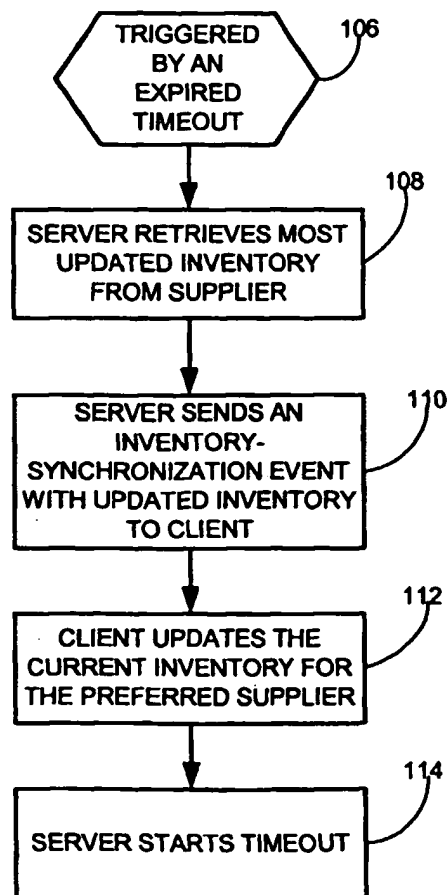 TRIGGERED
BY AN
EXPIRED
TIMEOUT
106
SERVER RETRIEVES MOST
UPDATED INVENTORY
FROM SUPPLIER
108
SERVER SENDS AN
INVENTORY-
SYNCHRONIZATION EVENT
WITH UPDATED INVENTORY
TO CLIENT
110
CLIENT UPDATES THE
CURRENT INVENTORY FOR
THE PREFERRED SUPPLIER
112
SERVER STARTS TIMEOUT
114